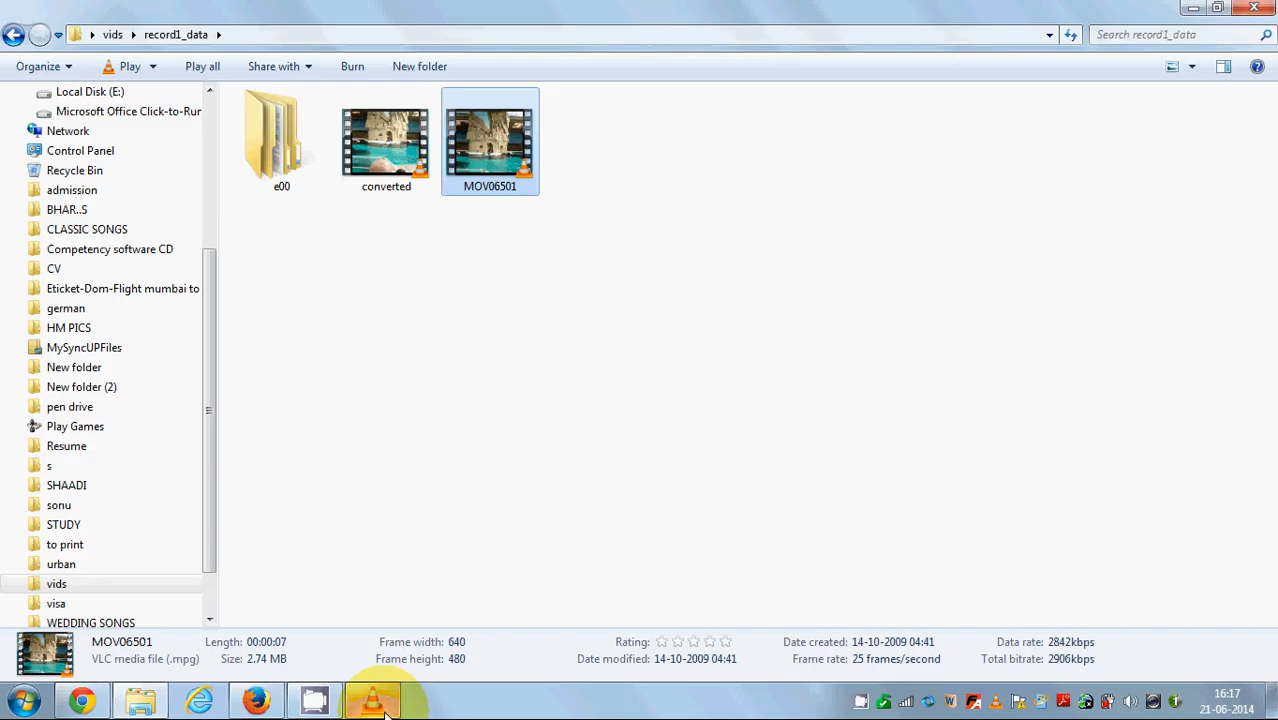 vids record1_data
Search record1_data
Organize Play Play all Share with Burn New folder
Local Disk (E:)
Microsoft Office Click-to-Rur
Network
Control Panel
Recycle Bin
admission
BHAR..S
CLASSIC SONGS
Competency software CD
CV
Eticket-Dom-Flight mumbai to
german
HM PICS
MySyncUPFiles
New folder
New folder (2)
pen drive
Play Games
Resume
s
SHAADI
sonu
STUDY
to print
urban
vids
visa
WEDDING SONGS
e00
converted
MOV06501
MOV06501 Length: 00:00:07 Frame width: 640 Rating: Date created: 14-10-2009 04:41 Data rate: 2842kbps
VLC media file (.mpg) Size: 2.74 MB Frame height: 480 Date modified: 14-10-2009 04:41 Frame rate: 25 frames/second Total bitrate: 2906kbps
16:17
21-06-2014